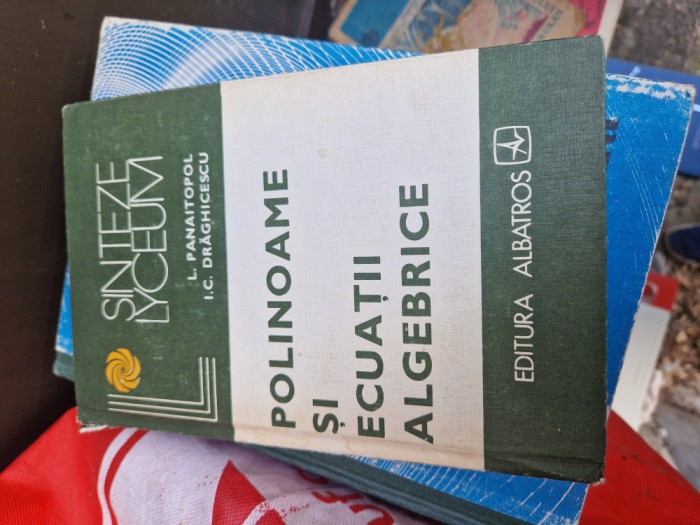 SINTEZE
LYCEUM
L. PANAITOPOL
I.C. DRĂGHICESCU
POLINOAME
ȘI
ECUAȚII
ALGEBRICE
EDITURA ALBATROS